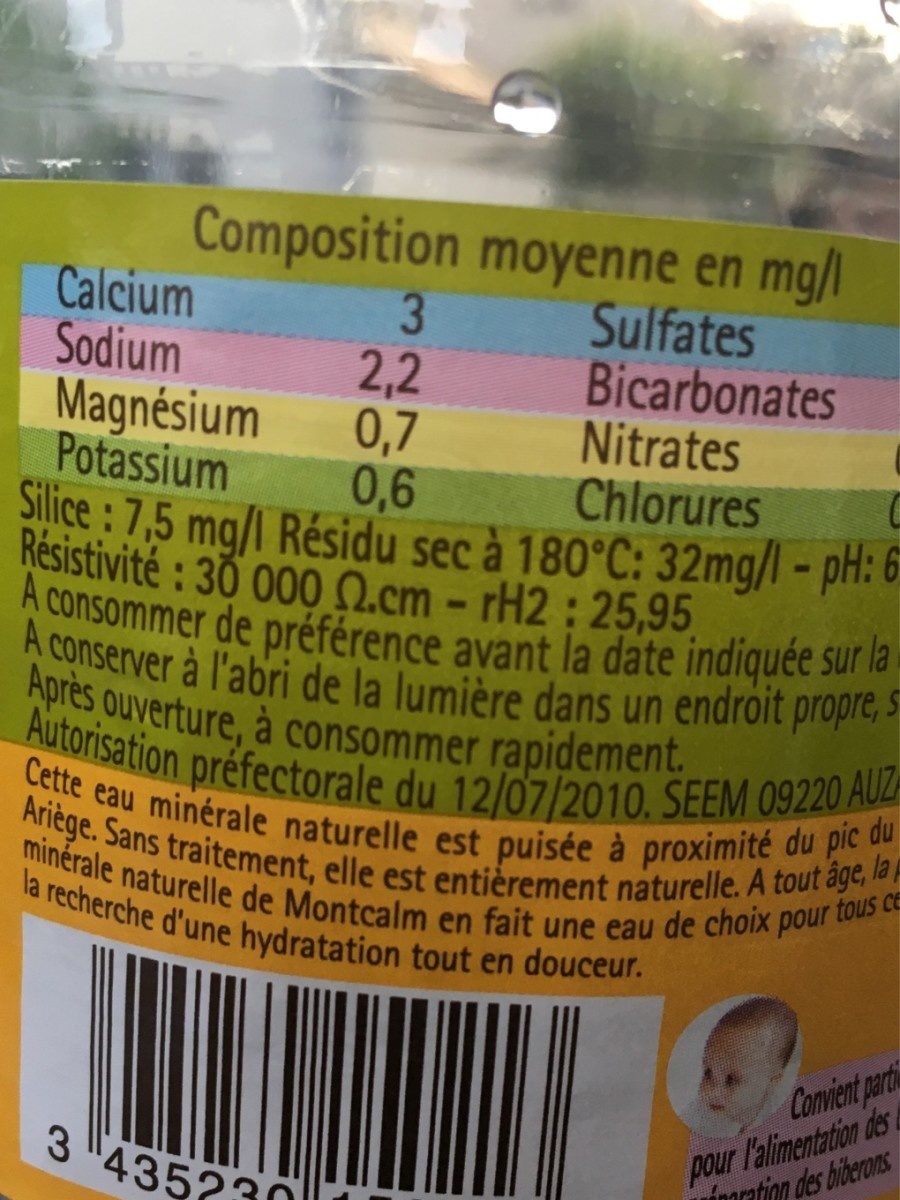 Composition moyenne en mg/l
Calcium 3 Sulfates
Sodium 2,2 Bicarbonates
Magnésium 0,7 Nitrates
Potassium 0,6 Chlorures
Silice : 7,5 mg/l Résidu sec à 180°C: 32mg/l - pH: 6
Résistivité : 30 000 Ω.cm - rH2 : 25,95
A consommer de préférence avant la date indiquée sur la
A conserver à l'abri de la lumière dans un endroit propre,
Après ouverture, à consommer rapidement.
Autorisation préfectorale du 12/07/2010. SEEM 09220
Cette eau minérale naturelle est puisée à proximité du pic du
Ariège. Sans traitement, elle est entièrement naturelle. A tout âge, la
minérale naturelle de Montcalm en fait une eau de choix pour tous
la recherche d'une hydratation tout en douceur.
3 435230
Convient
pour l'alimentation des
des biberons.